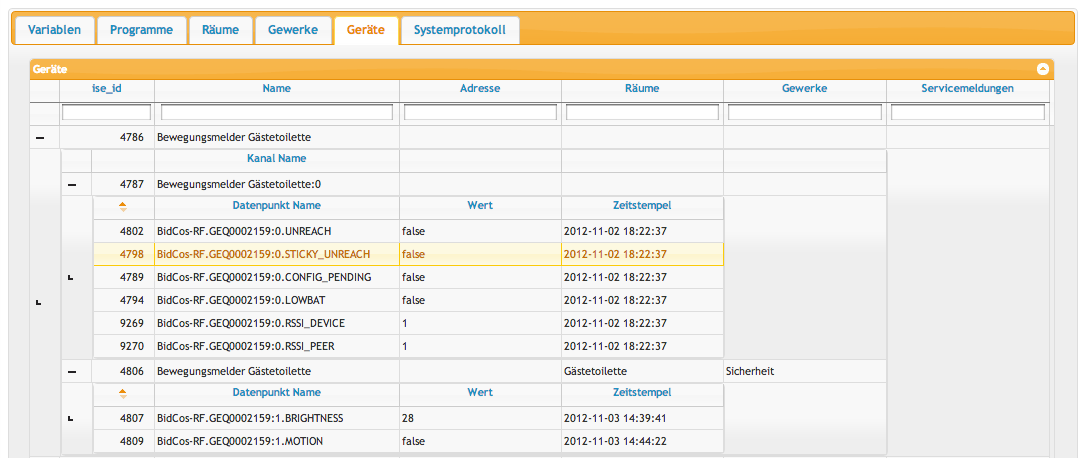 Variablen Programme Räume Gewerke Geräte Systemprotokoll
Geräte
ise_id Name Adresse Räume Gewerke Servicemeldungen
4786 Bewegungsmelder Gästetoilette
Kanal Name
4787 Bewegungsmelder Gästetoilette:0
Datenpunkt Name Wert Zeitstempel
4802 BidCos-RF.GEQ0002159:0.UNREACH false 2012-11-02 18:22:37
4798 BidCos-RF.GEQ0002159:0.STICKY_UNREACH false 2012-11-02 18:22:37
4789 BidCos-RF.GEQ0002159:0.CONFIG_PENDING false 2012-11-02 18:22:37
4794 BidCos-RF.GEQ0002159:0.LOWBAT false 2012-11-02 18:22:37
9269 BidCos-RF.GEQ0002159:0.RSSI_DEVICE 1 2012-11-02 18:22:37
9270 BidCos-RF.GEQ0002159:0.RSSI_PEER 1 2012-11-02 18:22:37
4806 Bewegungsmelder Gästetoilette Gästetoilette Sicherheit
Datenpunkt Name Wert Zeitstempel
4807 BidCos-RF.GEQ0002159:1.BRIGHTNESS 28 2012-11-03 14:39:41
4809 BidCos-RF.GEQ0002159:1.MOTION false 2012-11-03 14:44:22